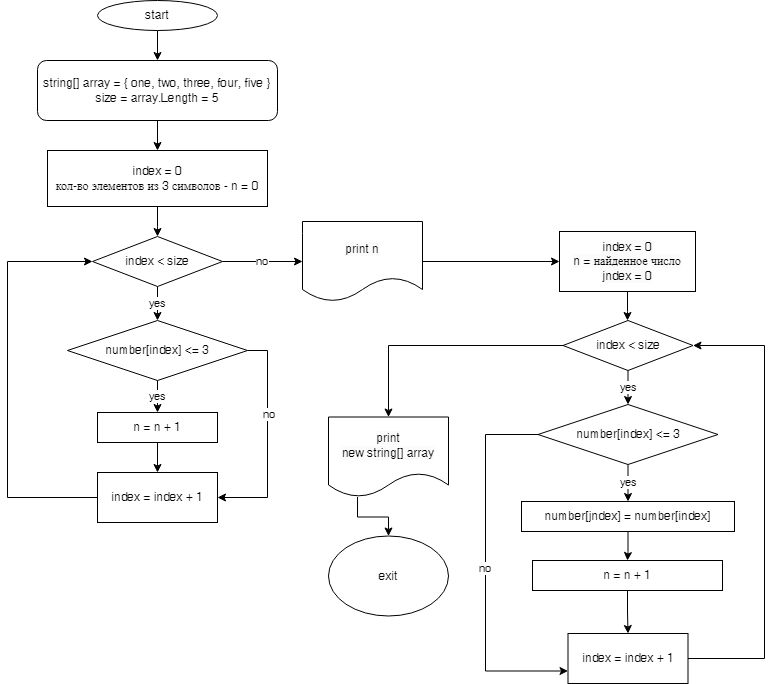 start
string[] array = { one, two, three, four, five }
size = array.Length = 5
index = 0
кол-во элементов из 3 символов - n = 0
index < size
no
print n
yes
number[index] <= 3
yes
no
n = n + 1
index = index + 1
index = 0
n = найденное число
jndex = 0
index < size
yes
number[index] <= 3
yes
no
number[jndex] = number[index]
n = n + 1
index = index + 1
print
new string[] array
exit